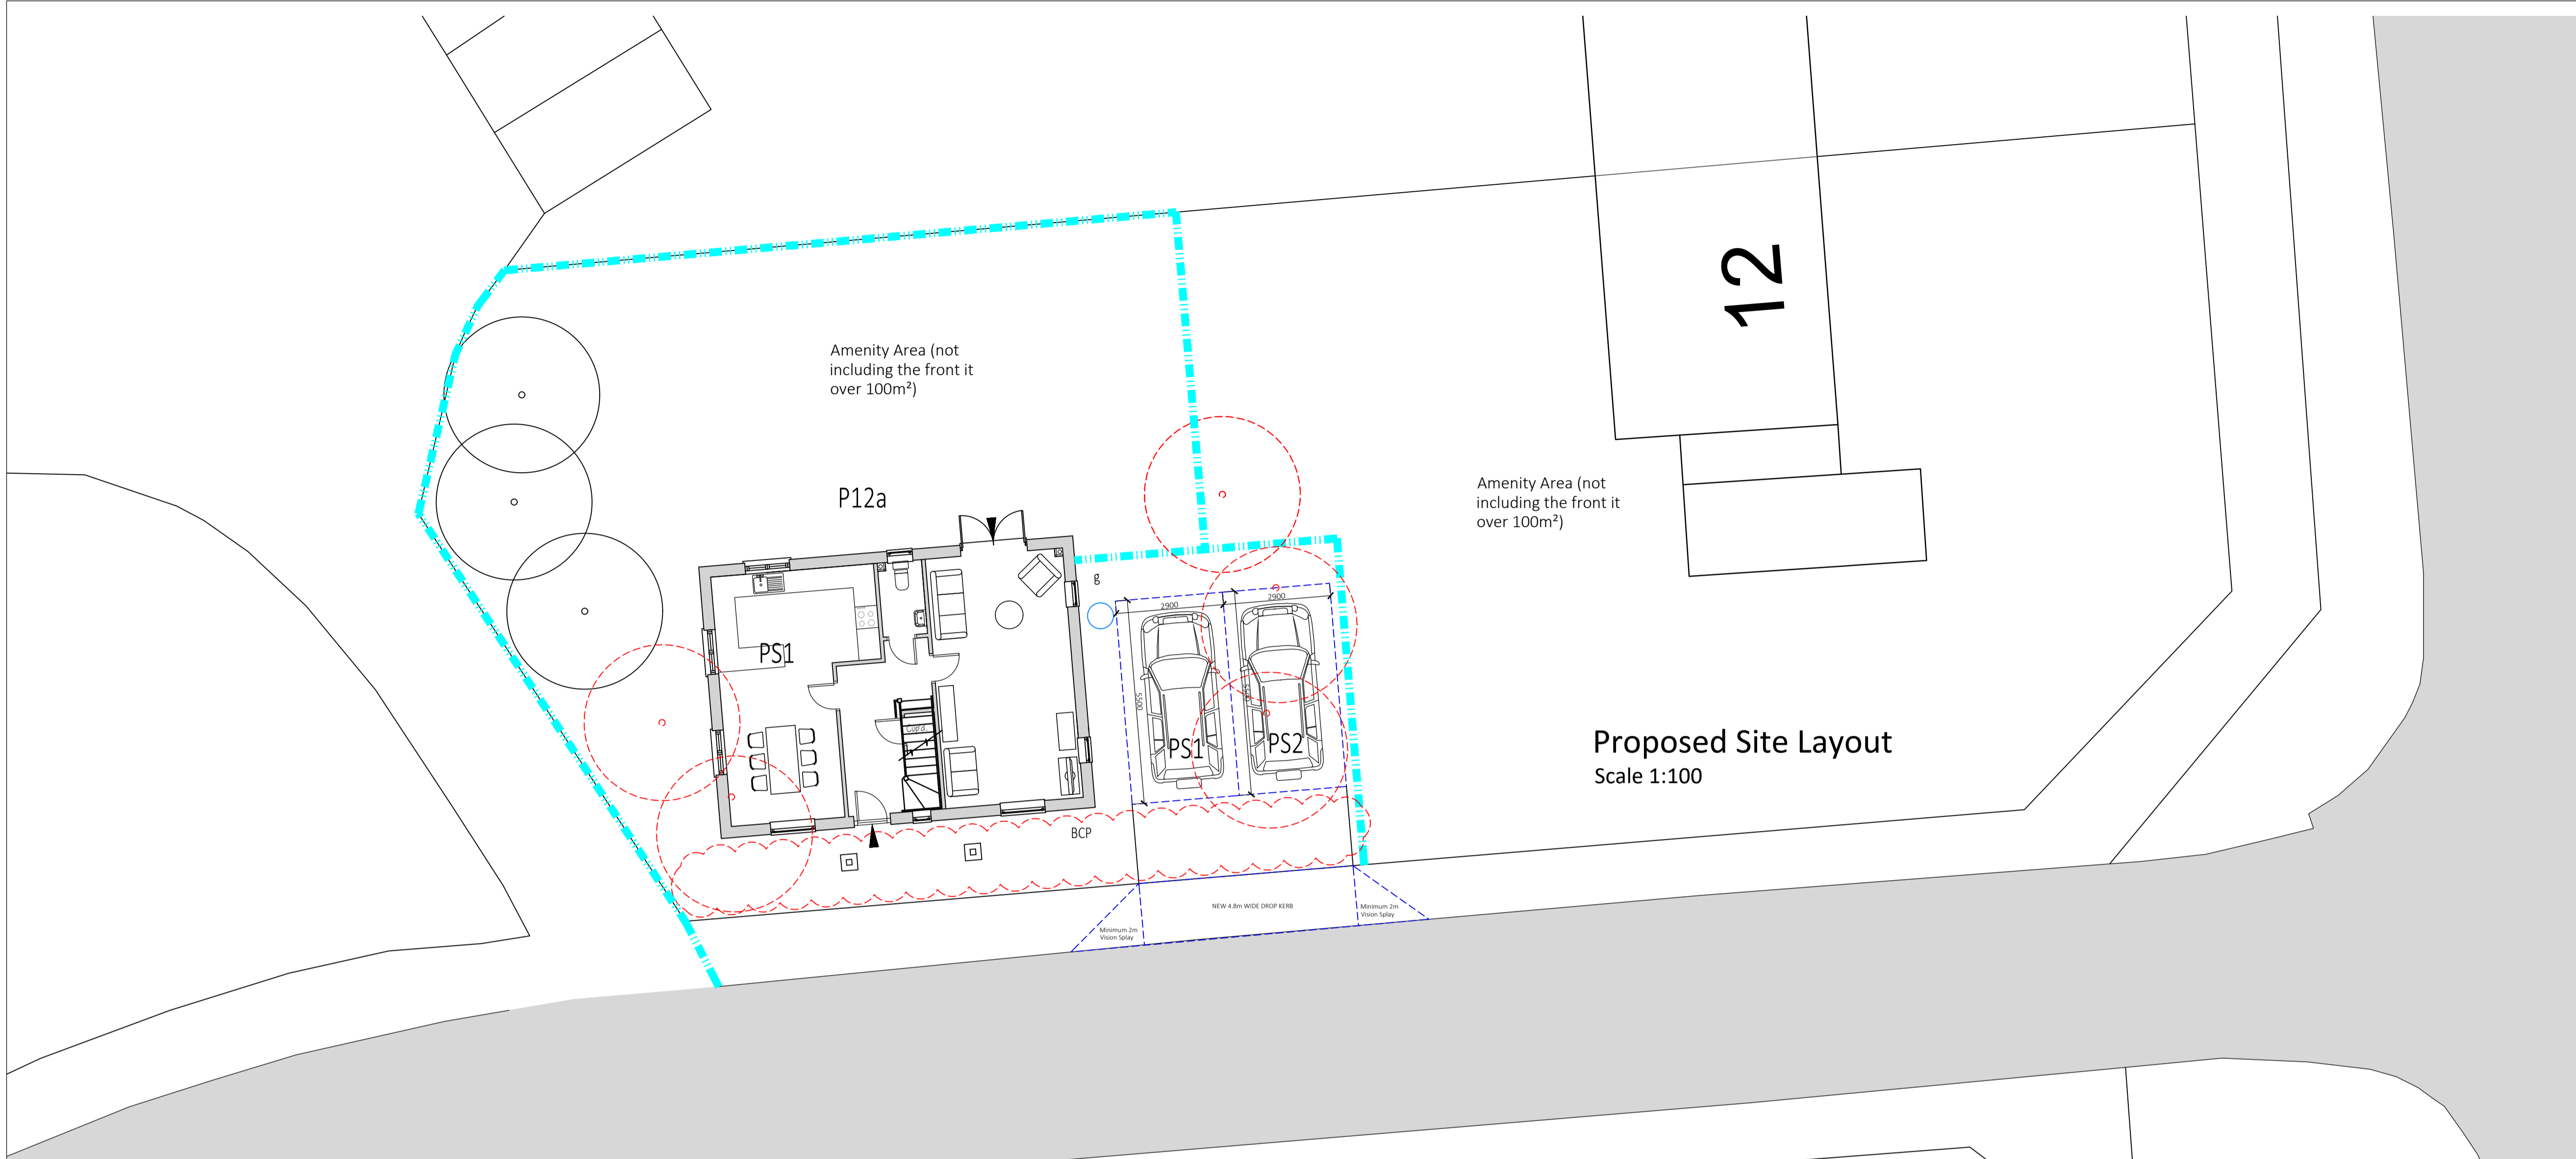 12
Amenity Area (not
including the front it
over 100m²)
P12a
Amenity Area (not
including the front it
over 100m²)
g
2900
2900
PS1
5500
Cupd.
PS1
PS2
Proposed Site Layout
Scale 1:100
BCP
NEW 4.8m WIDE DROP KERB
Minimum 2m
Vision Splay
Minimum 2m
Vision Splay